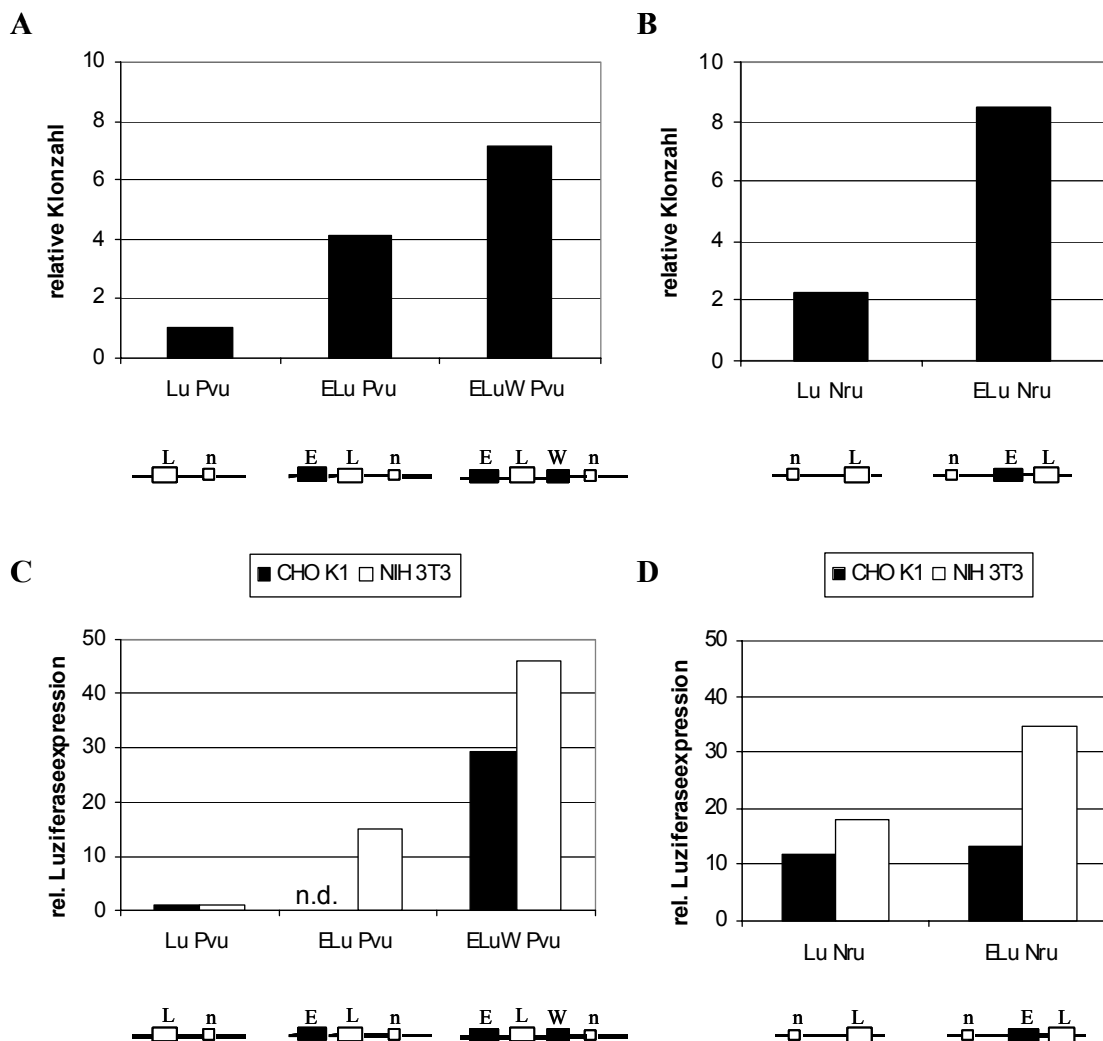 A
10
8
6
4
2
0
relative Klonzahl
Lu Pvu ELu Pvu ELuW Pvu
L n E L n E L W n
B
10
8
6
4
2
0
relative Klonzahl
Lu Nru ELu Nru
n L n E L
C
CHO K1 NIH 3T3
50
40
30
20
10
0
rel. Luziferaseexpression
n.d.
Lu Pvu ELu Pvu ELuW Pvu
L n E L n E L W n
D
CHO K1 NIH 3T3
50
40
30
20
10
0
rel. Luziferaseexpression
Lu Nru ELu Nru
n L n E L